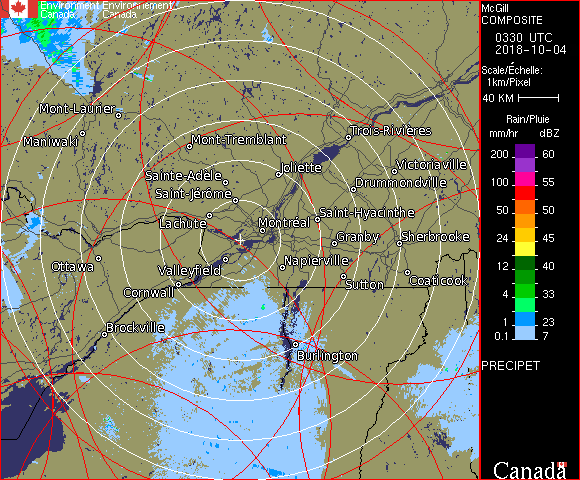 Environment Environnement
Canada Canada
McGill
COMPOSITE
0330 UTC
2018-10-04
Scale/Échelle:
1km/Pixel
40 KM
Rain/Pluie
mm/hr dBZ
200 60
100 55
50 50
24 45
12 40
4 33
1 23
0.1 7
PRECIPET
Canada
Mont-Laurier
Maniwaki
Mont-Tremblant
Trois-Rivières
Joliette
Victoriaville
Sainte-Adèle
Drummondville
Saint-Jérôme
Saint-Hyacinthe
Lachute
Montréal
Granby
Sherbrooke
Ottawa
Valleyfield
Napierville
Cornwall
Sutton
Coaticook
Brockville
Burlington